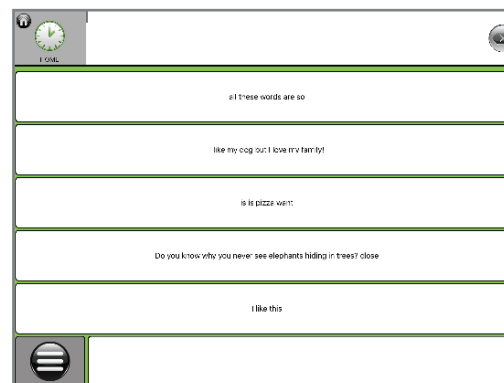 HOME
all these words are so
like my dog but I love my family!
is is pizza want
Do you know why you never see elephants hiding in trees? close
I like this